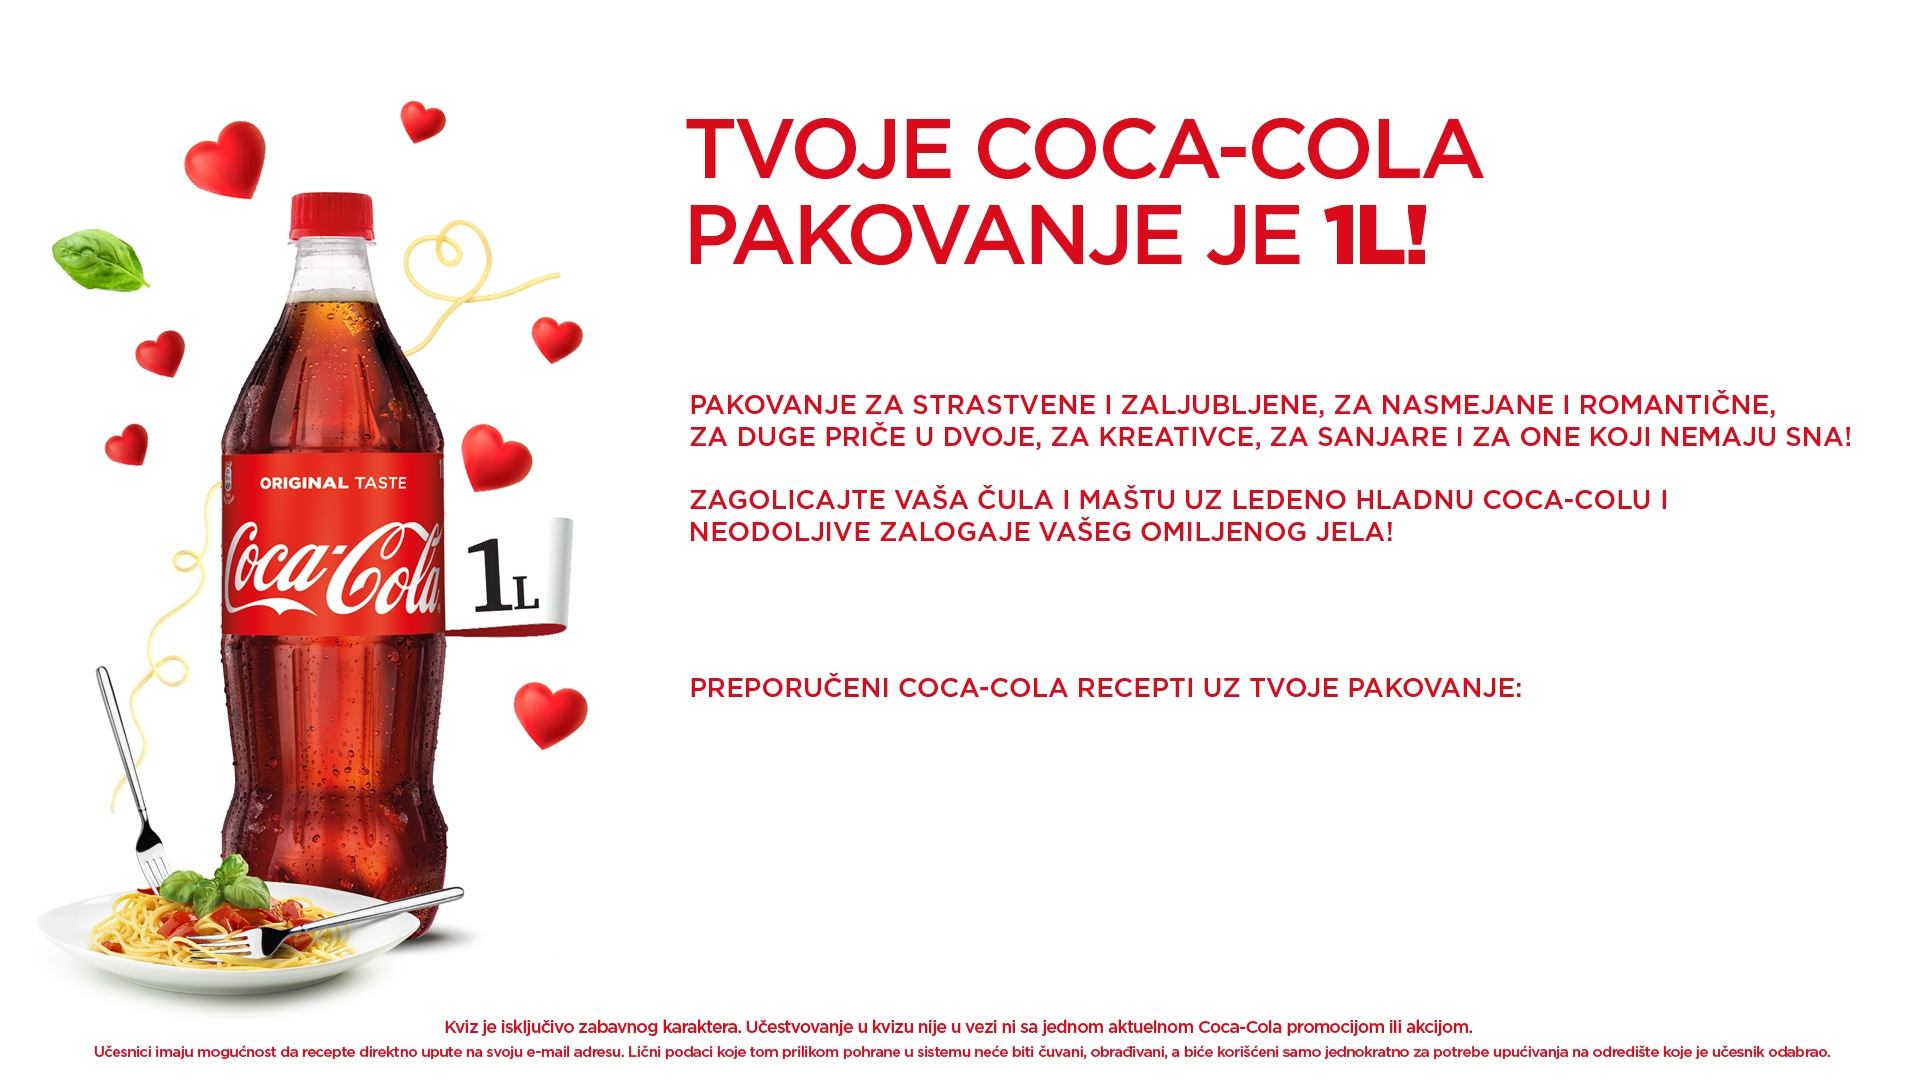 TVOJE COCA-COLA
PAKOVANJE JE 1L!
PAKOVANJE ZA STRASTVENE I ZALJUBLJENE, ZA NASMEJANE I ROMANTIČNE,
ZA DUGE PRIČE U DVOJE, ZA KREATIVCE, ZA SANJARE I ZA ONE KOJI NEMAJU SNA!
ZAGOLICAJTE VAŠA ČULA I MAŠTU UZ LEDENO HLADNU COCA-COLU I
NEODOLJIVE ZALOGAJE VAŠEG OMILJENOG JELA!
ORIGINAL TASTE
Coca-Cola
1L
PREPORUČENI COCA-COLA RECEPTI UZ TVOJE PAKOVANJE:
Kviz je isključivo zabavnog karaktera. Učestvovanje u kvizu nije u vezi ni sa jednom aktuelnom Coca-Cola promocijom ili akcijom.
Učesnici imaju mogućnost da recepte direktno upute na svoju e-mail adresu. Lični podaci koje tom prilikom pohrane u sistemu neće biti čuvani, obrađivani, a biće korišćeni samo jednokratno za potrebe upućivanja na odredište koje je učesnik odabrao.